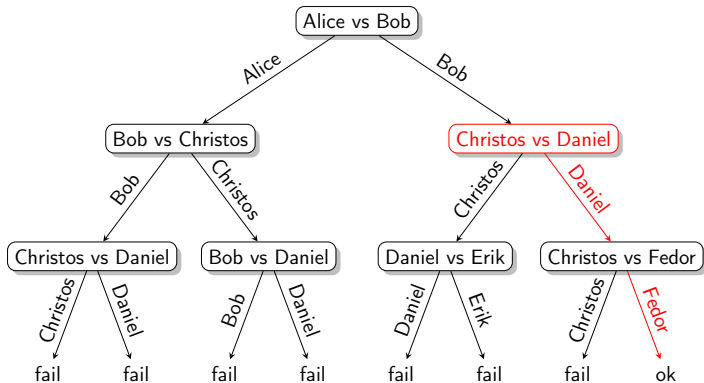 Alice vs Bob
Alice
Bob
Bob vs Christos
Christos vs Daniel
Bob
Christos
Christos
Daniel
Christos vs Daniel
Bob vs Daniel
Daniel vs Erik
Christos vs Fedor
Christos
Daniel
Bob
Daniel
Daniel
Erik
Christos
Fedor
fail
fail
fail
fail
fail
fail
fail
ok